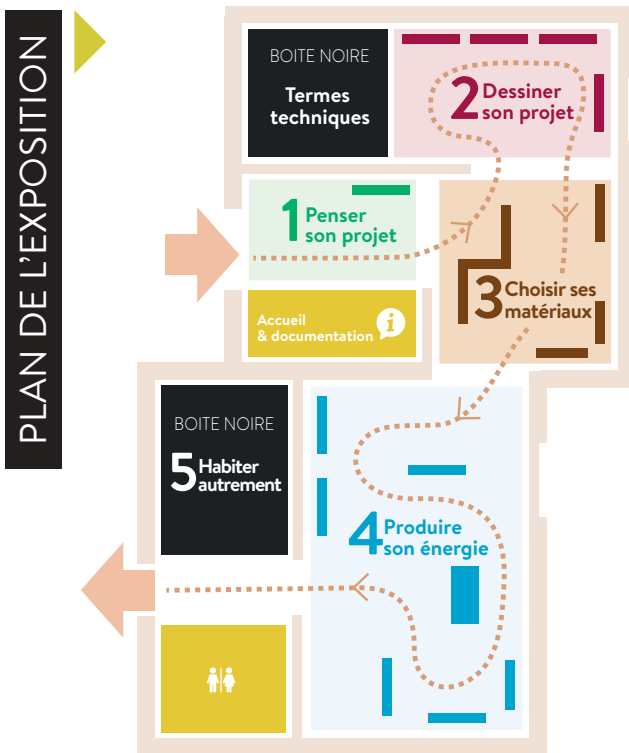 PLAN DE L'EXPOSITION
BOITE NOIRE
Termes
techniques
2 Dessiner
son projet
1 Penser
son projet
3 Choisir ses
matériaux
Accueil
& documentation i
BOITE NOIRE
5 Habiter
autrement
4 Produire
son énergie